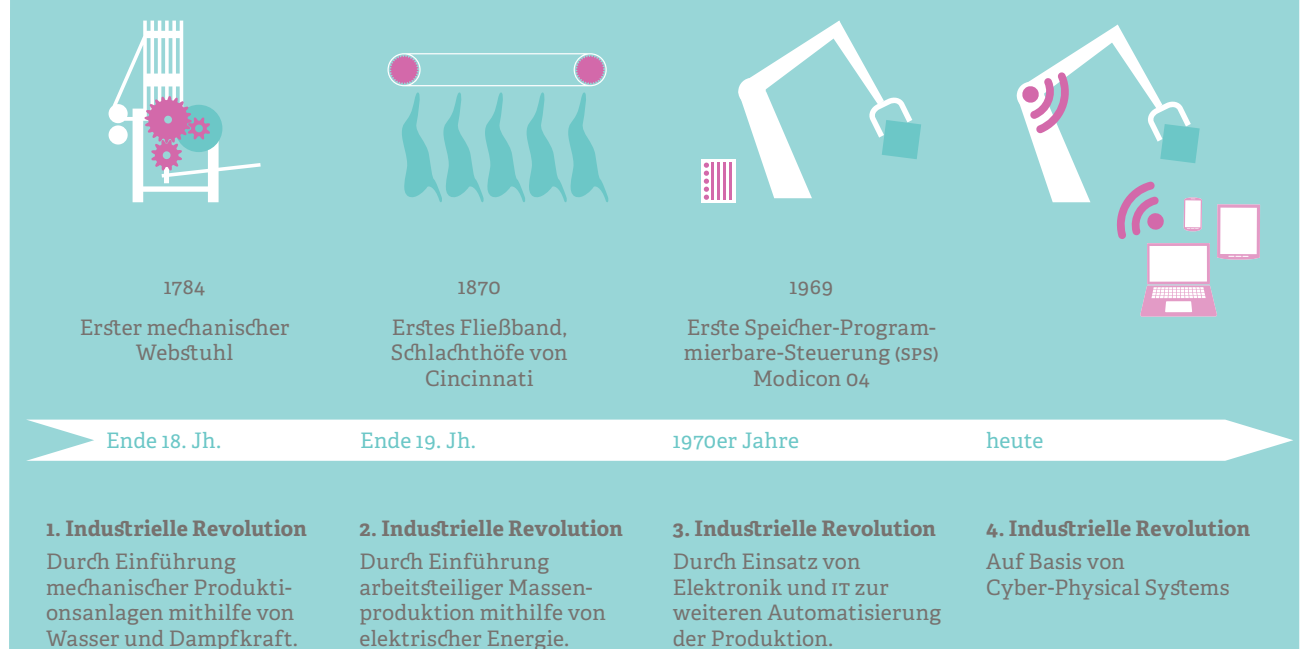 1784
Erster mechanischer
Webstuhl
1870
Erstes Fließband,
Schlachthöfe von
Cincinnati
1969
Erste Speicher-Program-
mierbare-Steuerung (SPS)
Modicon 04
Ende 18. Jh.
Ende 19. Jh.
1970er Jahre
heute
1. Industrielle Revolution
Durch Einführung
mechanischer Produkti-
onsanlagen mithilfe von
Wasser und Dampfkraft.
2. Industrielle Revolution
Durch Einführung
arbeitsteiliger Massen-
produktion mithilfe von
elektrischer Energie.
3. Industrielle Revolution
Durch Einsatz von
Elektronik und IT zur
weiteren Automatisierung
der Produktion.
4. Industrielle Revolution
Auf Basis von
Cyber-Physical Systems